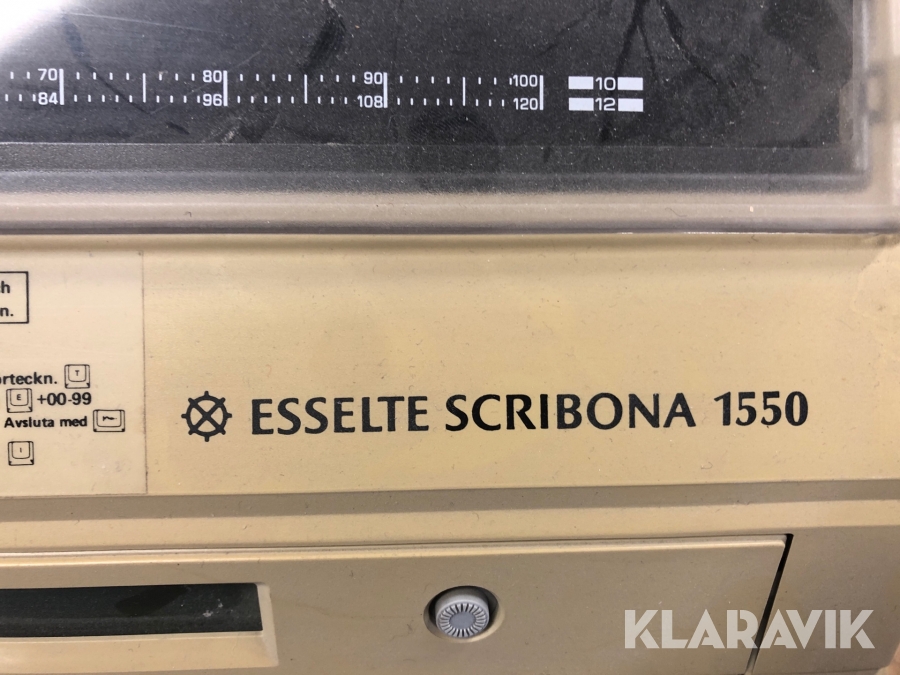 70 80 90 100 10
84 96 108 120 12
ch
n.
orteckn. T
E +00-99
Avsluta med
I
ESSELTE SCRIBONA 1550
KLARAVIK